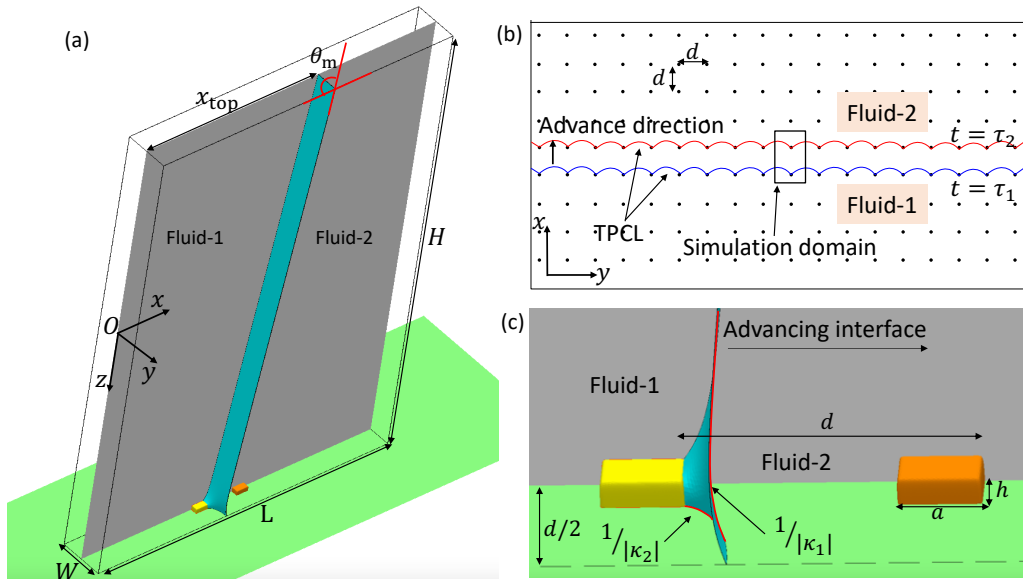 (a)
θm
xtop
Fluid-1
Fluid-2
H
O
x
y
z
L
W
(b)
d
d
Fluid-2
Advance direction
t = τ2
t = τ1
Fluid-1
TPCL
Simulation domain
x
y
(c)
Advancing interface
Fluid-1
d
Fluid-2
h
a
d/2
1/|κ2|
1/|κ1|